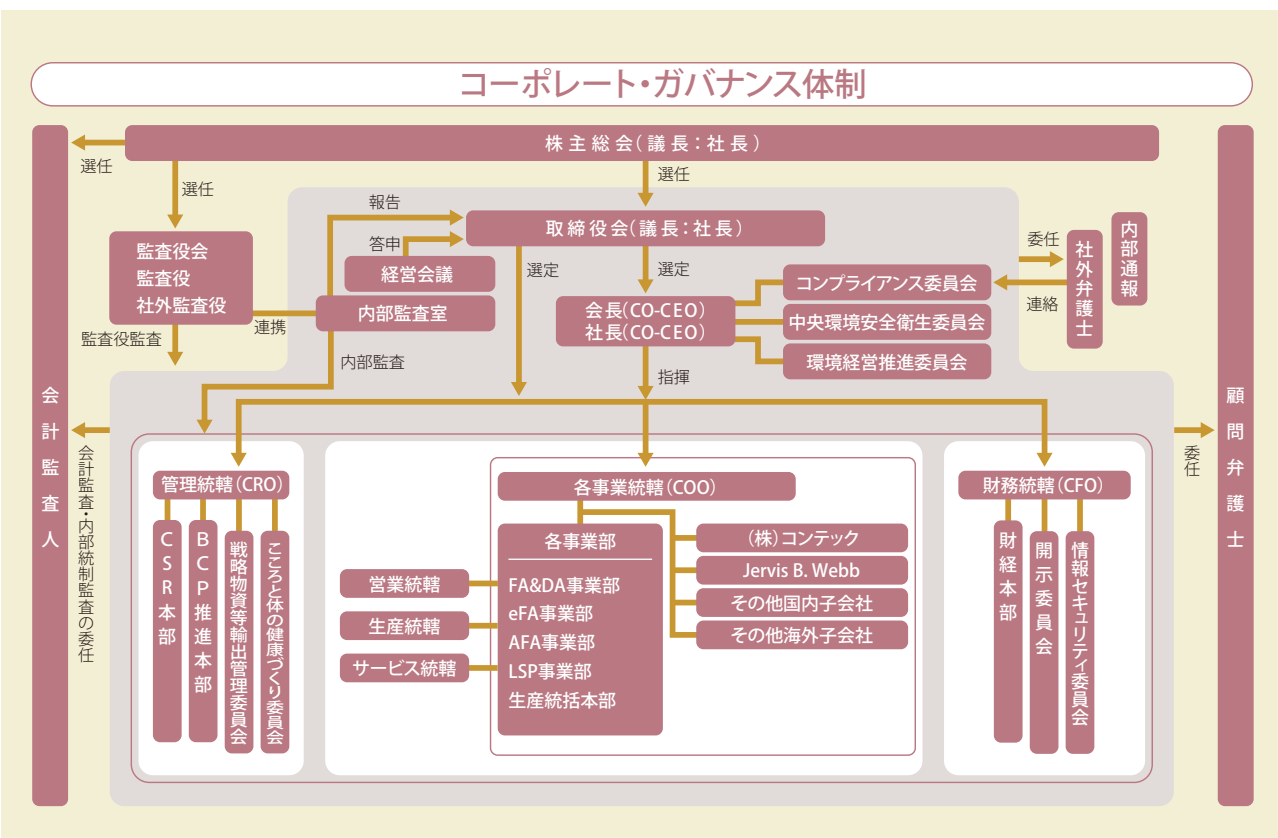 コーポレート・ガバナンス体制
株主総会(議長：社長)
選任
選任
選任
報告
取締役会(議長：社長)
答申
経営会議
選定
選定
監査役会
監査役
社外監査役
連携
内部監査室
監査役監査
内部監査
会長(CO-CEO)
社長(CO-CEO)
コンプライアンス委員会
中央環境安全衛生委員会
環境経営推進委員会
委任
連絡
社外弁護士
内部通報
指揮
会計監査人
会計監査・内部統制監査の委任
顧問弁護士
委任
管理統轄(CRO)
CSR本部
BCP推進本部
戦略物資等輸出管理委員会
こころと体の健康づくり委員会
各事業統轄(COO)
各事業部
FA&DA事業部
eFA事業部
AFA事業部
LSP事業部
生産統括本部
営業統轄
生産統轄
サービス統轄
(株)コンテック
Jervis B. Webb
その他国内子会社
その他海外子会社
財務統轄(CFO)
財経本部
開示委員会
情報セキュリティ委員会